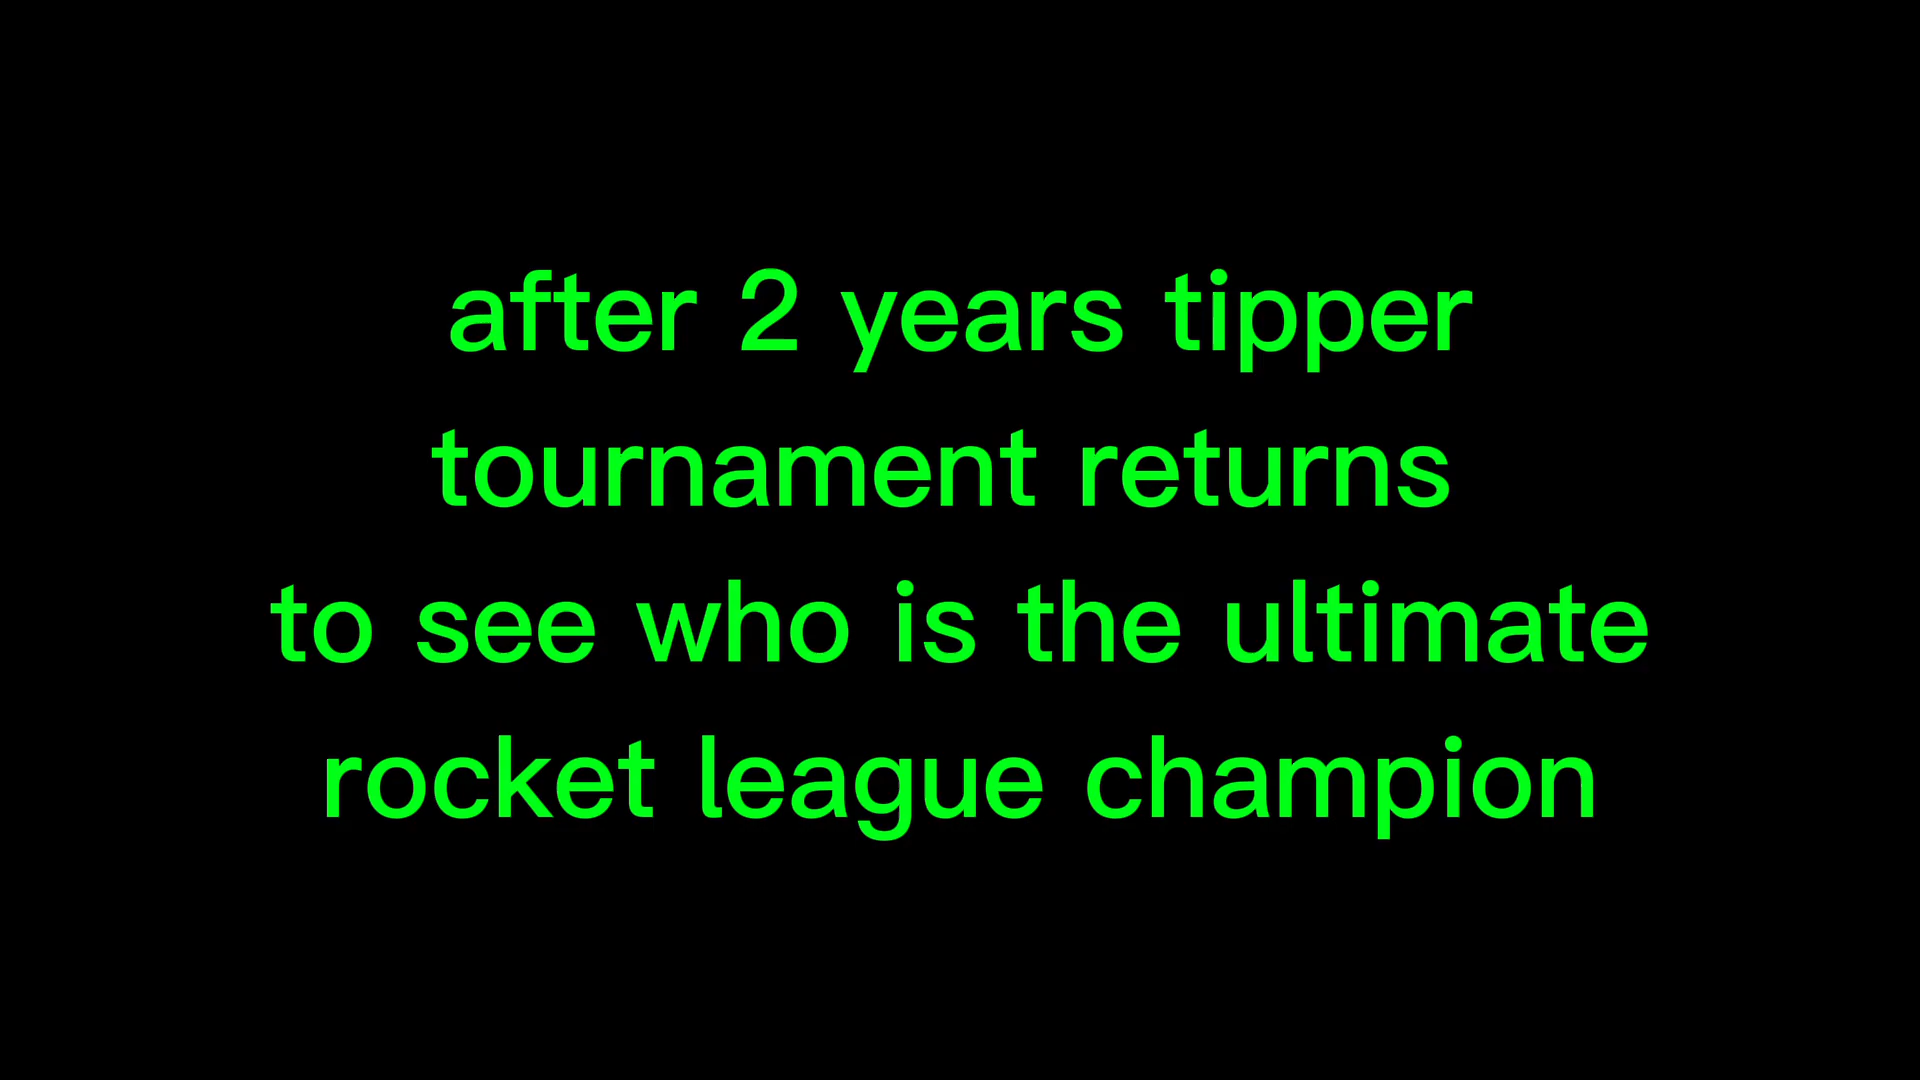 after 2 years tipper
tournament returns
to see who is the ultimate
rocket league champion